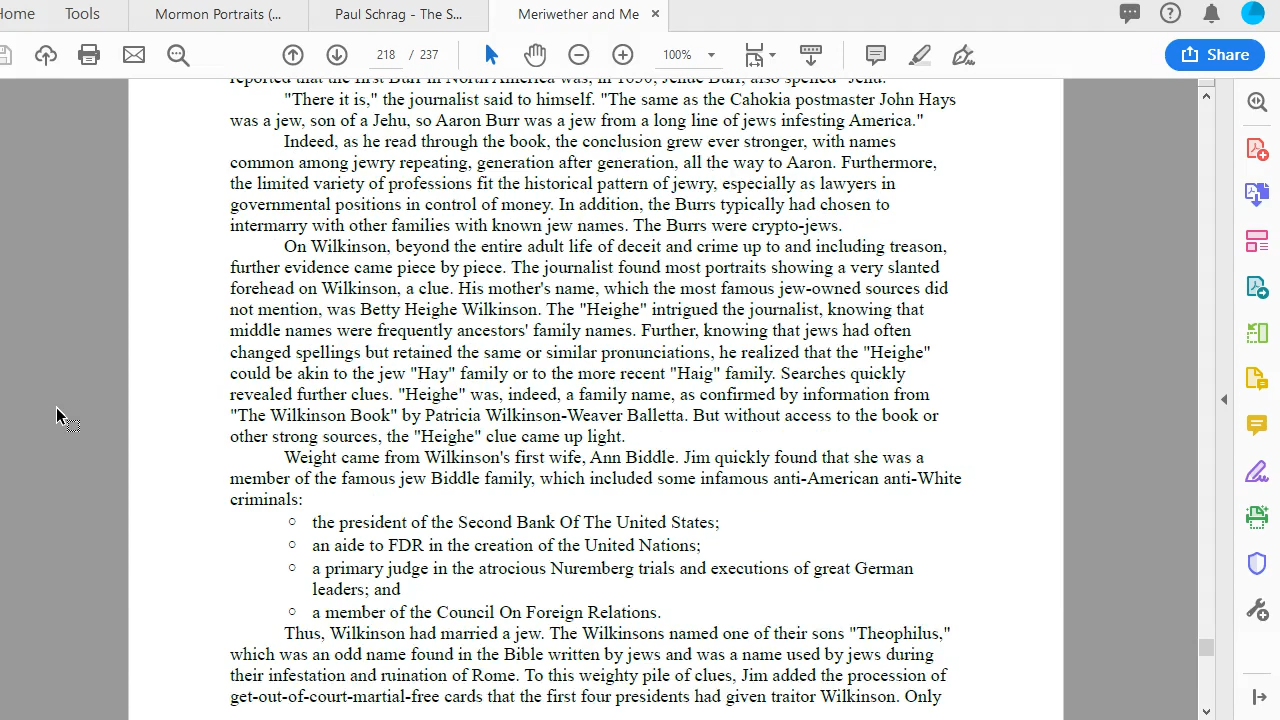 Home
Tools
Mormon Portraits (...
Paul Schrag - The S...
Meriwether and Me
218 / 237
100%
Share
reported that the first Burr in North America was, in 1630, Jehue Burr, also spelled "Jehu."
"There it is," the journalist said to himself. "The same as the Cahokia postmaster John Hays
was a jew, son of a Jehu, so Aaron Burr was a jew from a long line of jews infesting America."
Indeed, as he read through the book, the conclusion grew ever stronger, with names
common among jewry repeating, generation after generation, all the way to Aaron. Furthermore,
the limited variety of professions fit the historical pattern of jewry, especially as lawyers in
governmental positions in control of money. In addition, the Burrs typically had chosen to
intermarry with other families with known jew names. The Burrs were crypto-jews.
On Wilkinson, beyond the entire adult life of deceit and crime up to and including treason,
further evidence came piece by piece. The journalist found most portraits showing a very slanted
forehead on Wilkinson, a clue. His mother's name, which the most famous jew-owned sources did
not mention, was Betty Heighe Wilkinson. The "Heighe" intrigued the journalist, knowing that
middle names were frequently ancestors' family names. Further, knowing that jews had often
changed spellings but retained the same or similar pronunciations, he realized that the "Heighe"
could be akin to the jew "Hay" family or to the more recent "Haig" family. Searches quickly
revealed further clues. "Heighe" was, indeed, a family name, as confirmed by information from
"The Wilkinson Book" by Patricia Wilkinson-Weaver Balletta. But without access to the book or
other strong sources, the "Heighe" clue came up light.
Weight came from Wilkinson's first wife, Ann Biddle. Jim quickly found that she was a
member of the famous jew Biddle family, which included some infamous anti-American anti-White
criminals:
○ the president of the Second Bank Of The United States;
○ an aide to FDR in the creation of the United Nations;
○ a primary judge in the atrocious Nuremberg trials and executions of great German
leaders; and
○ a member of the Council On Foreign Relations.
Thus, Wilkinson had married a jew. The Wilkinsons named one of their sons "Theophilus,"
which was an odd name found in the Bible written by jews and was a name used by jews during
their infestation and ruination of Rome. To this weighty pile of clues, Jim added the procession of
get-out-of-court-martial-free cards that the first four presidents had given traitor Wilkinson. Only